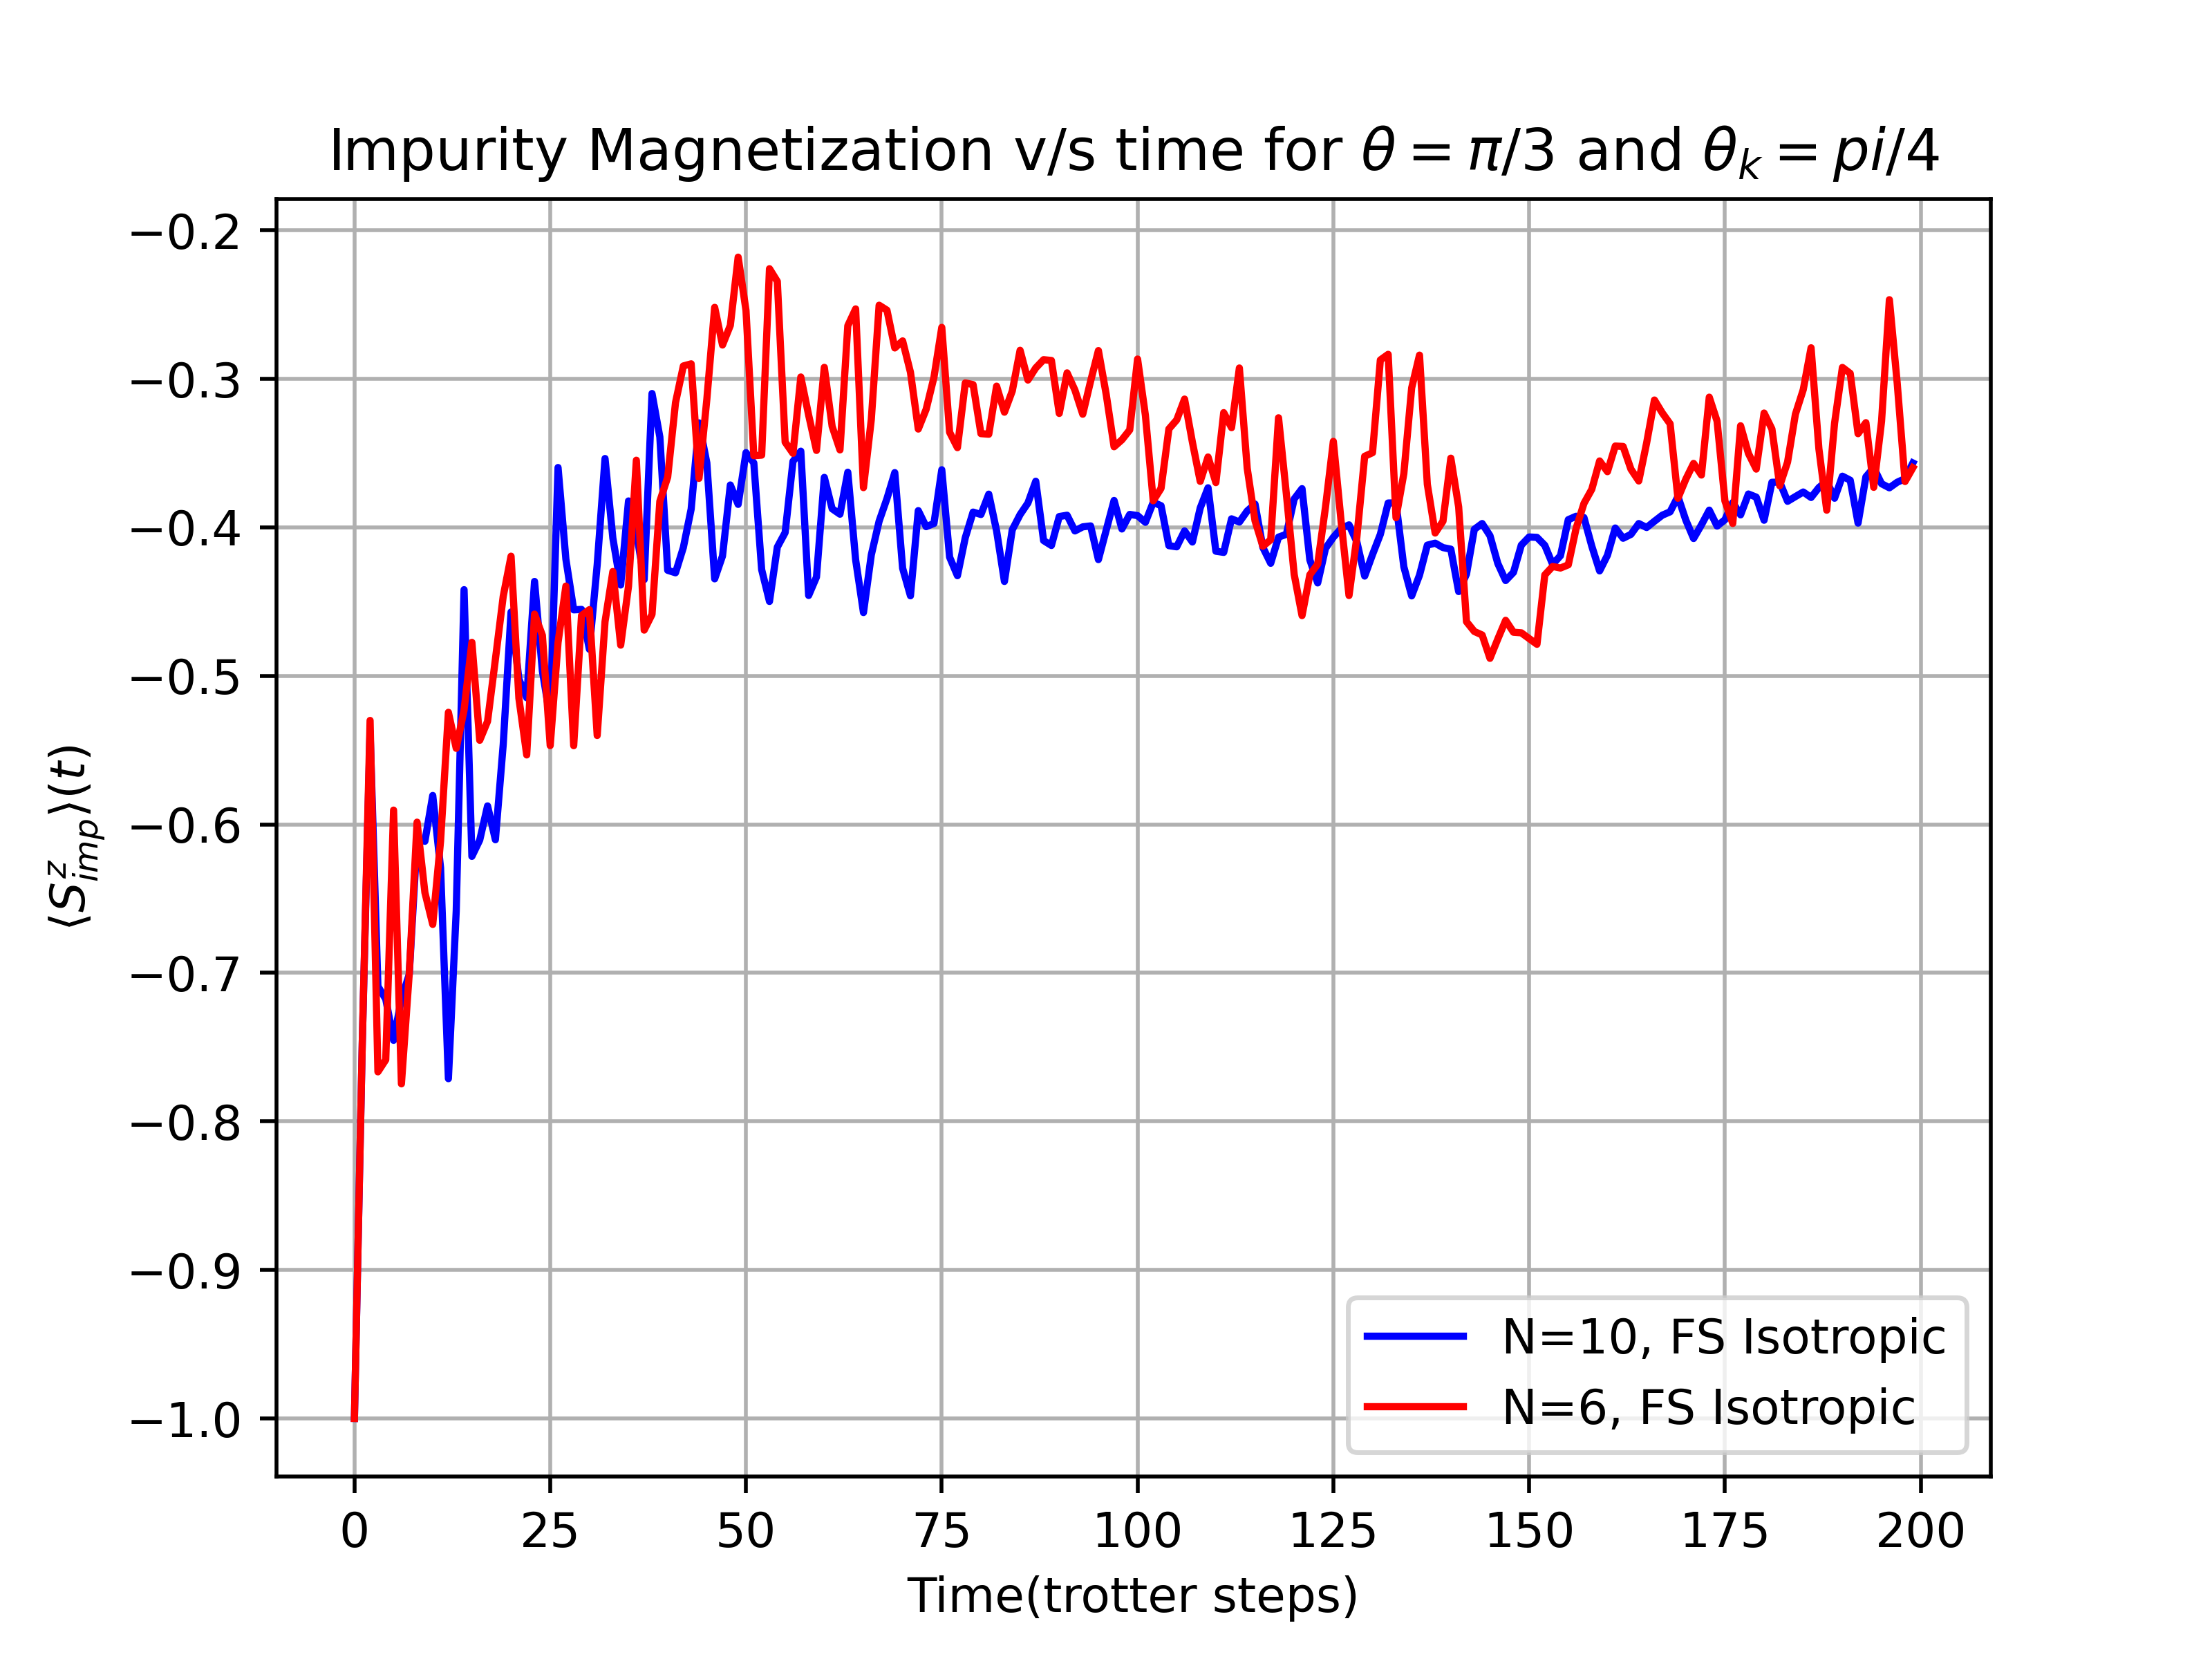 Impurity Magnetization v/s time for θ = π/3 and θ_k = pi/4
−0.2
−0.3
−0.4
−0.5
−0.6
−0.7
−0.8
−0.9
−1.0
⟨S^z_imp⟩(t)
N=10, FS Isotropic
N=6, FS Isotropic
0 25 50 75 100 125 150 175 200
Time(trotter steps)